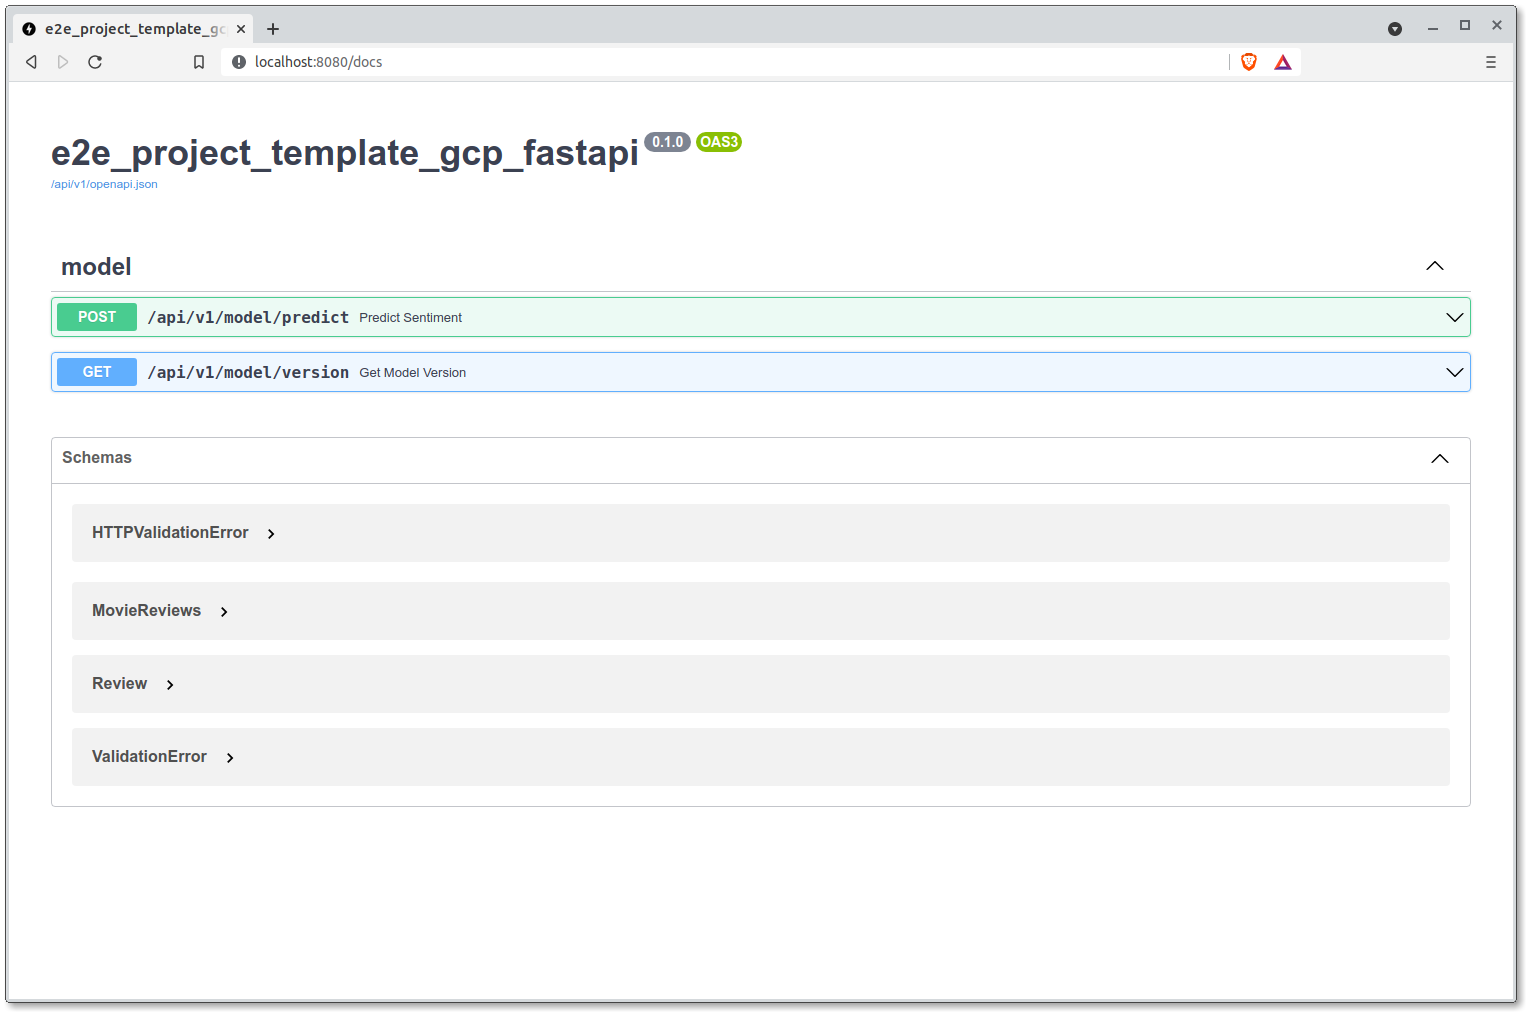 e2e_project_template_gc
localhost:8080/docs
e2e_project_template_gcp_fastapi 0.1.0 OAS3
/api/v1/openapi.json
model
POST /api/v1/model/predict Predict Sentiment
GET /api/v1/model/version Get Model Version
Schemas
HTTPValidationError
MovieReviews
Review
ValidationError